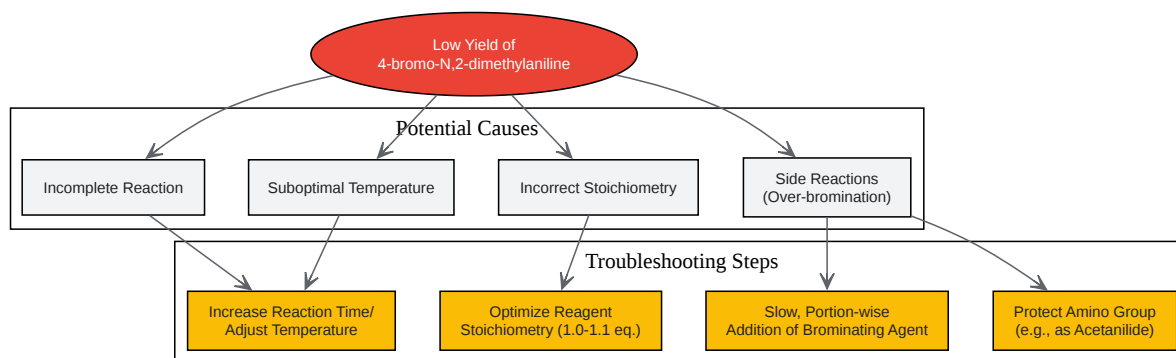 Low Yield of
4-bromo-N,2-dimethylaniline
Potential Causes
Incomplete Reaction
Suboptimal Temperature
Incorrect Stoichiometry
Side Reactions
(Over-bromination)
Troubleshooting Steps
Increase Reaction Time/
Adjust Temperature
Optimize Reagent
Stoichiometry (1.0-1.1 eq.)
Slow, Portion-wise
Addition of Brominating Agent
Protect Amino Group
(e.g., as Acetanilide)